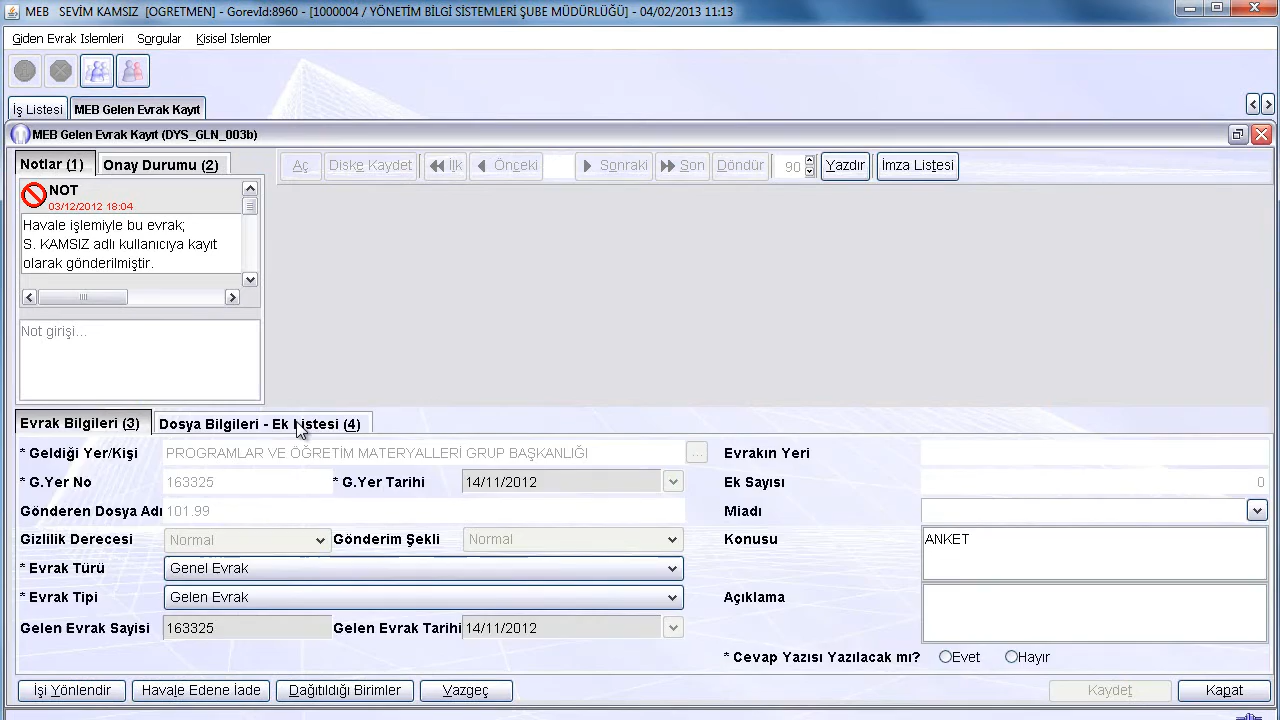 MEB SEVİM KAMSIZ [OGRETMEN] - GorevId:8960 - [1000004 / YÖNETİM BİLGİ SİSTEMLERİ ŞUBE MÜDÜRLÜĞÜ] - 04/02/2013 11:13
Giden Evrak Islemleri Sorgular Kisisel Islemler
İş Listesi MEB Gelen Evrak Kayıt
MEB Gelen Evrak Kayıt (DYS_GLN_003b)
Notlar (1) Onay Durumu (2)
Aç Diske Kaydet İlk Önceki Sonraki Son Döndür 90 Yazdır İmza Listesi
NOT
03/12/2012 18:04
Havale işlemiyle bu evrak;
S. KAMSIZ adlı kullanıcıya kayıt
olarak gönderilmiştir.
Not girişi...
Evrak Bilgileri (3) Dosya Bilgileri - Ek Listesi (4)
* Geldiği Yer/Kişi PROGRAMLAR VE ÖĞRETİM MATERYALLERİ GRUP BAŞKANLIĞI ... Evrakın Yeri
* G.Yer No 163325 * G.Yer Tarihi 14/11/2012 Ek Sayısı 0
Gönderen Dosya Adı 101.99 Miadı
Gizlilik Derecesi Normal Gönderim Şekli Normal Konusu ANKET
* Evrak Türü Genel Evrak
* Evrak Tipi Gelen Evrak Açıklama
Gelen Evrak Sayisi 163325 Gelen Evrak Tarihi 14/11/2012
* Cevap Yazısı Yazılacak mı? Evet Hayır
İşi Yönlendir Havale Edene İade Dağıtıldığı Birimler Vazgeç Kaydet Kapat